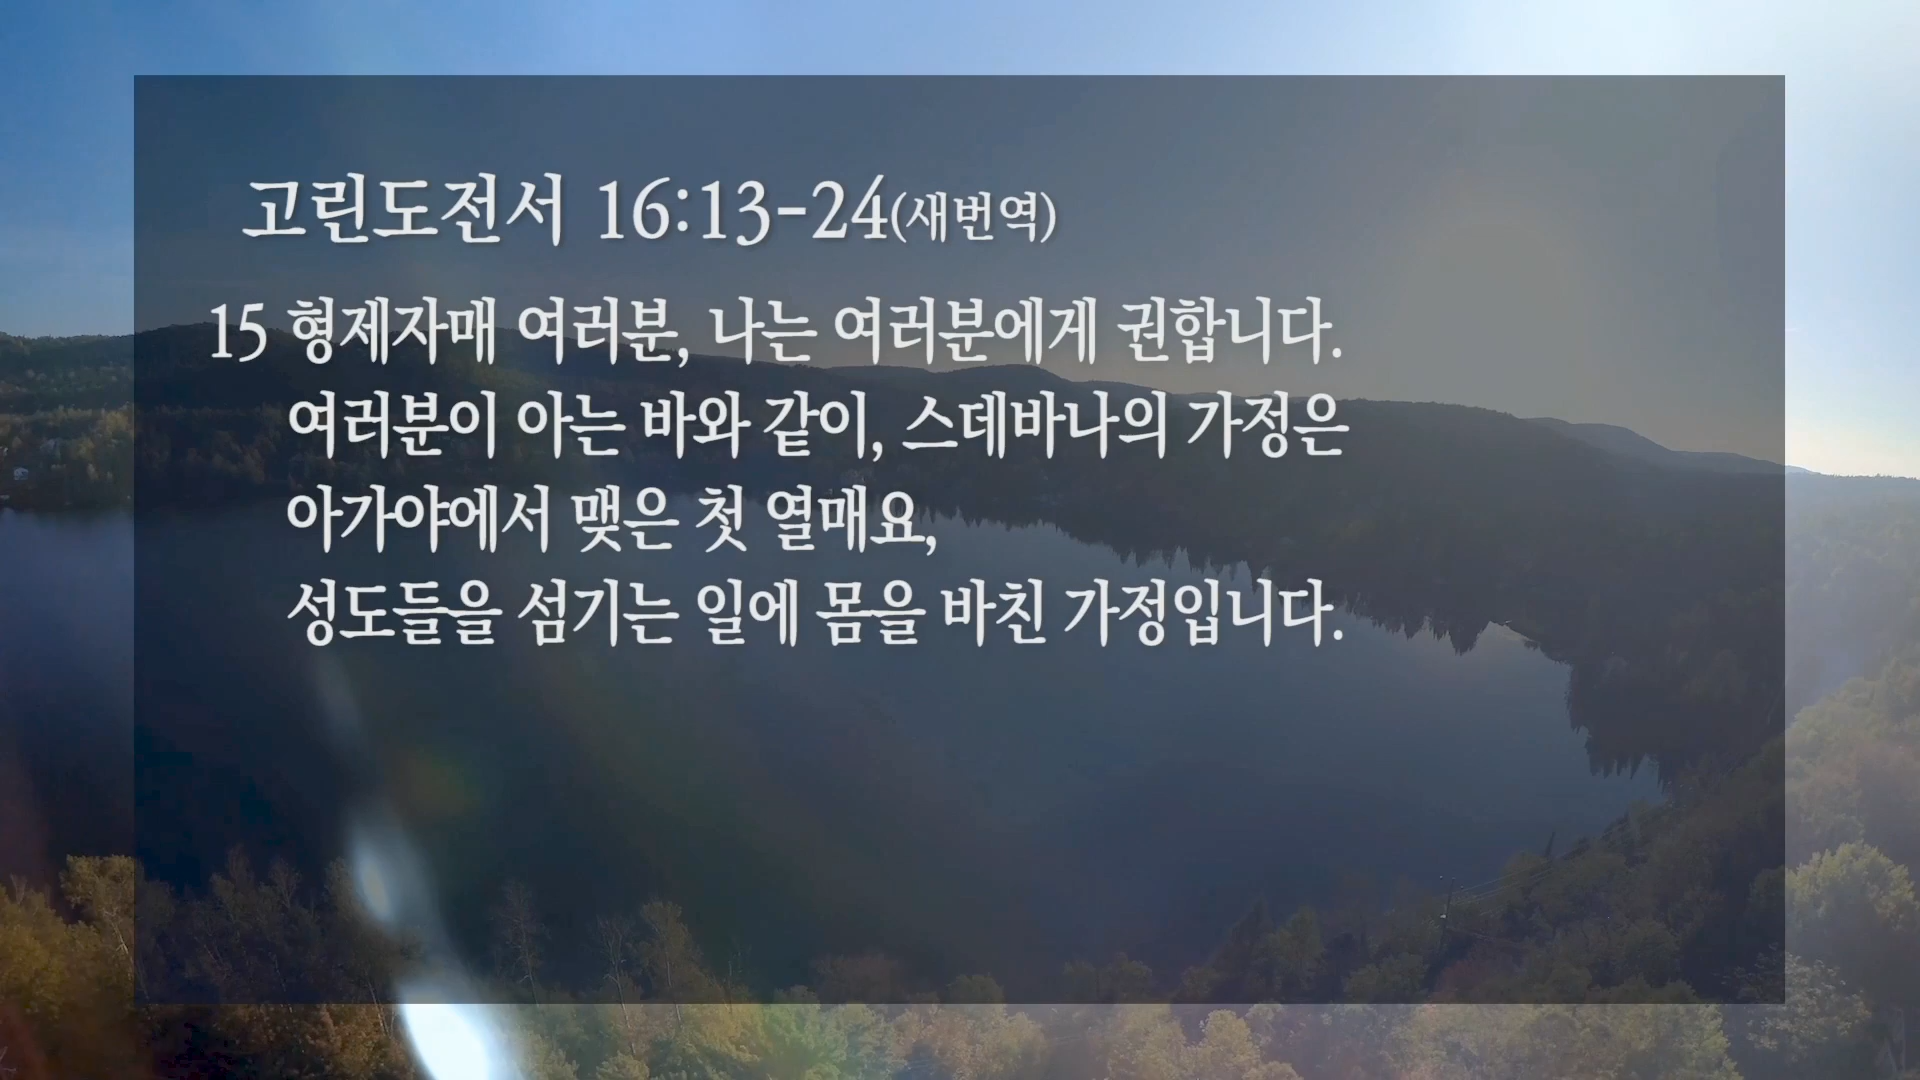 고린도전서 16:13-24(새번역)
15 형제자매 여러분, 나는 여러분에게 권합니다.
여러분이 아는 바와 같이, 스데바나의 가정은
아가야에서 맺은 첫 열매요,
성도들을 섬기는 일에 몸을 바친 가정입니다.